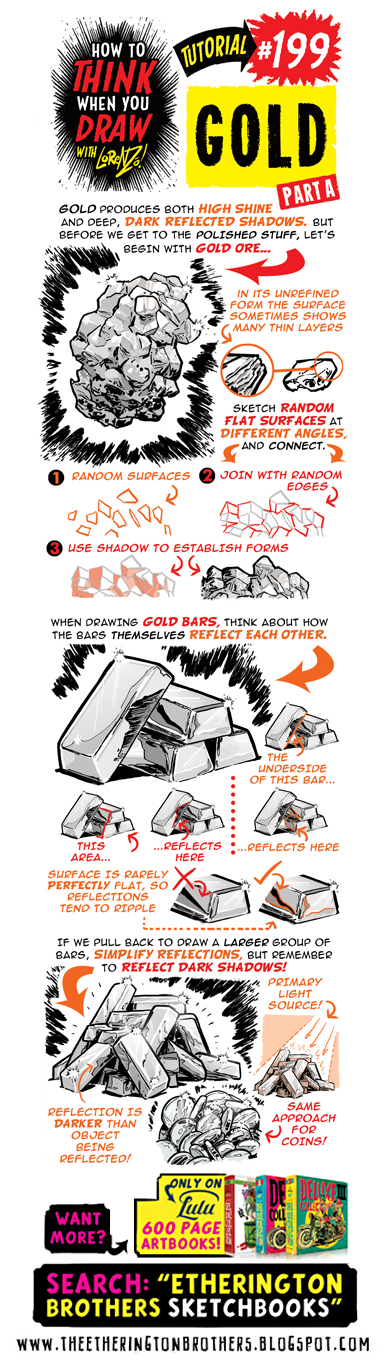 HOW TO
THINK
WHEN YOU
DRAW
WITH LORENZO!
TUTORIAL
#199
GOLD
PART A
GOLD PRODUCES BOTH HIGH SHINE
AND DEEP, DARK REFLECTED SHADOWS. BUT
BEFORE WE GET TO THE POLISHED STUFF, LET'S
BEGIN WITH GOLD ORE...
IN ITS UNREFINED
FORM THE SURFACE
SOMETIMES SHOWS
MANY THIN LAYERS
SKETCH RANDOM
FLAT SURFACES AT
DIFFERENT ANGLES,
AND CONNECT.
1 RANDOM SURFACES
2 JOIN WITH RANDOM
EDGES
3 USE SHADOW TO ESTABLISH FORMS
WHEN DRAWING GOLD BARS, THINK ABOUT HOW
THE BARS THEMSELVES REFLECT EACH OTHER.
THE
UNDERSIDE
OF THIS BAR...
THIS
AREA...
...REFLECTS
HERE
...REFLECTS HERE
SURFACE IS RARELY
PERFECTLY FLAT, SO
REFLECTIONS
TEND TO RIPPLE
IF WE PULL BACK TO DRAW A LARGER GROUP OF
BARS, SIMPLIFY REFLECTIONS, BUT REMEMBER
TO REFLECT DARK SHADOWS!
PRIMARY
LIGHT
SOURCE!
REFLECTION IS
DARKER THAN
OBJECT
BEING
REFLECTED!
SAME
APPROACH
FOR
COINS!
WANT
MORE?
ONLY ON
Lulu
600 PAGE
ARTBOOKS!
DELUXE III
SEARCH: "ETHERINGTON
BROTHERS SKETCHBOOKS"
WWW.THEETHERINGTONBROTHERS.BLOGSPOT.COM